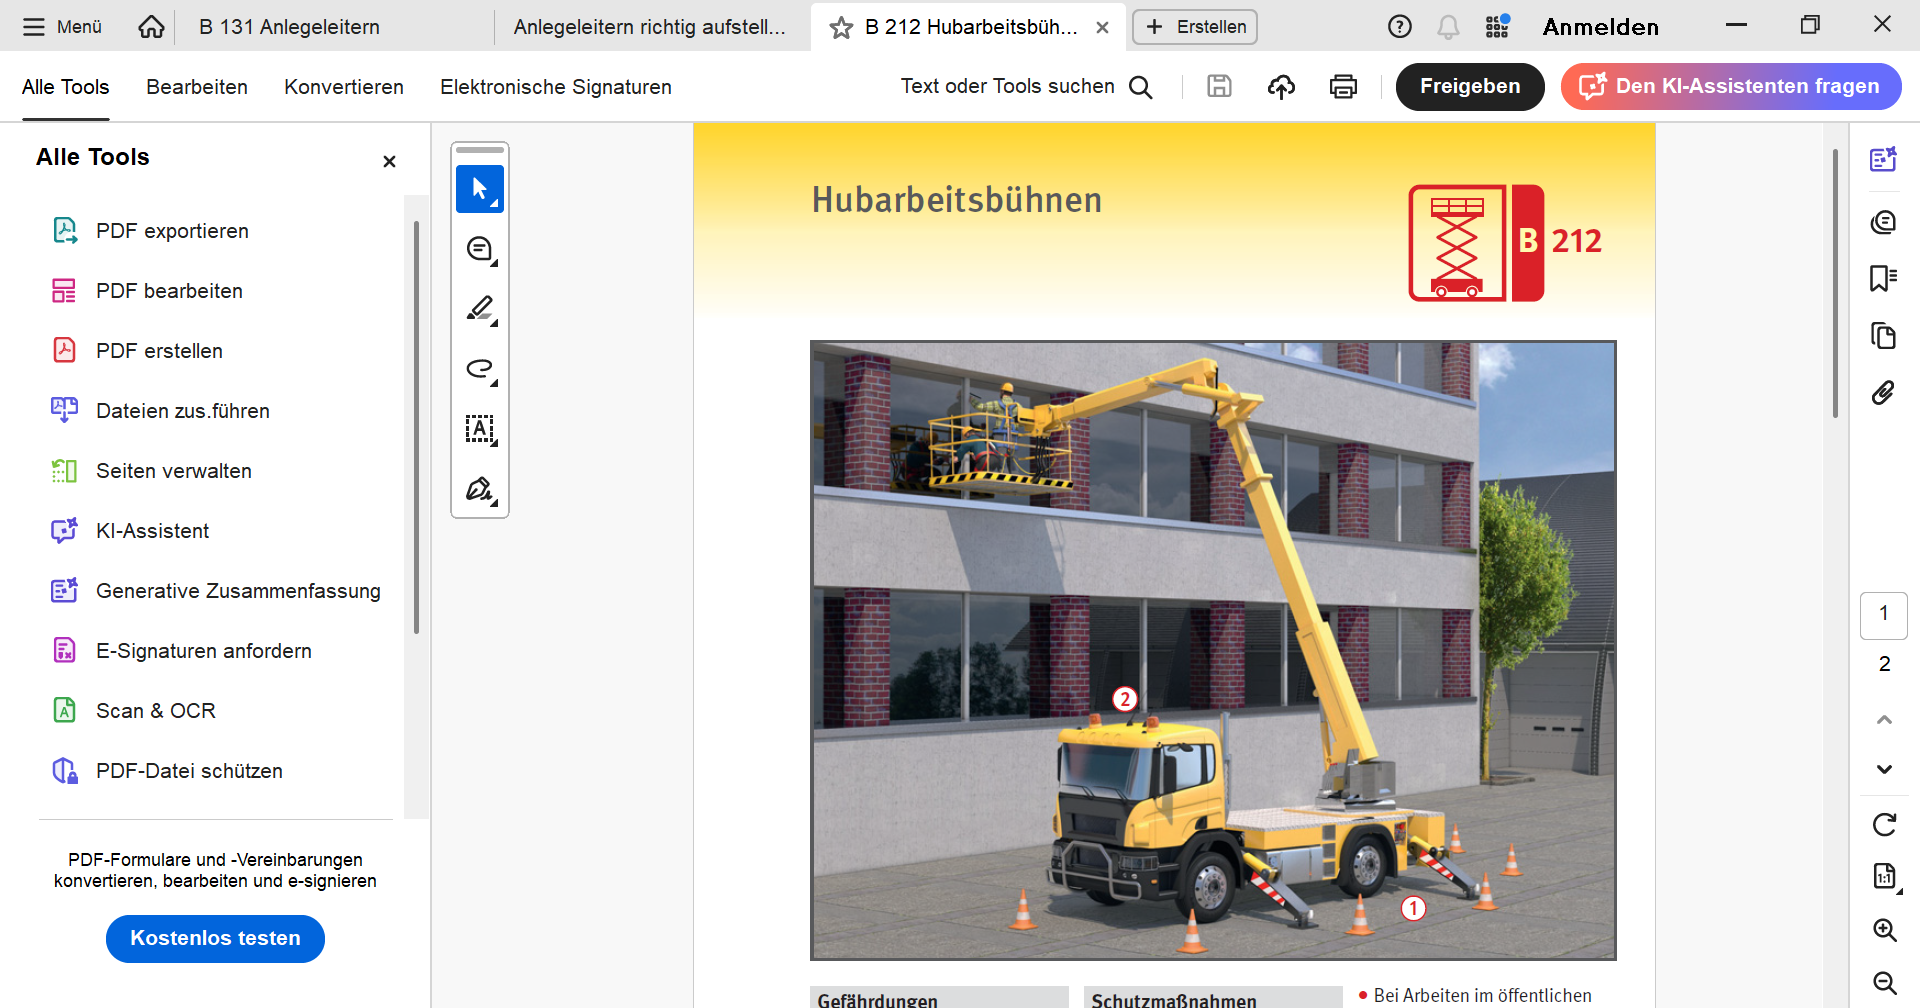 Menü
B 131 Anlegeleitern
Anlegeleitern richtig aufstell...
B 212 Hubarbeitsbüh...
Erstellen
Anmelden
Alle Tools
Bearbeiten
Konvertieren
Elektronische Signaturen
Text oder Tools suchen
Freigeben
Den KI-Assistenten fragen
Alle Tools
PDF exportieren
PDF bearbeiten
PDF erstellen
Dateien zus.führen
Seiten verwalten
KI-Assistent
Generative Zusammenfassung
E-Signaturen anfordern
Scan & OCR
PDF-Datei schützen
PDF-Formulare und -Vereinbarungen
konvertieren, bearbeiten und e-signieren
Kostenlos testen
A
Hubarbeitsbühnen
B 212
2
1
Gefährdungen
Schutzmaßnahmen
• Bei Arbeiten im öffentlichen
1
2
1:1